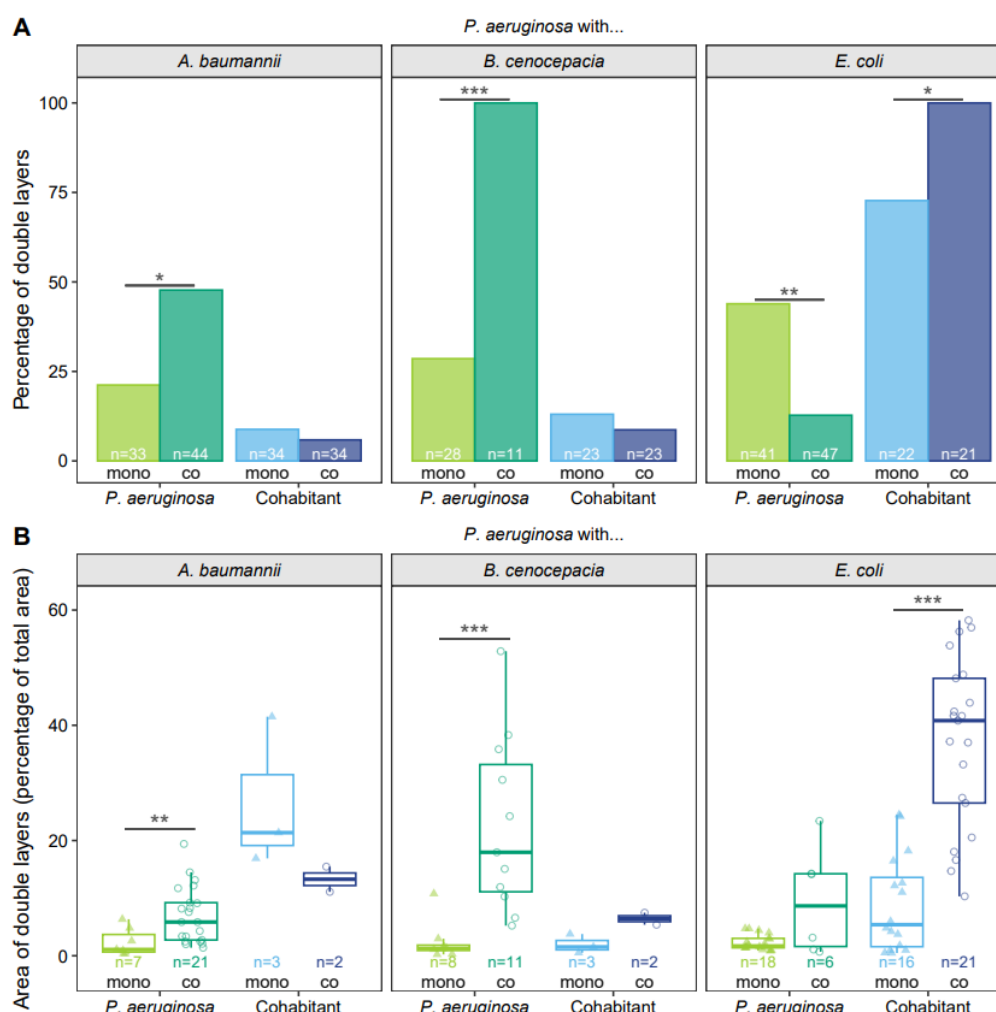 A
P. aeruginosa with...
A. baumannii B. cenocepacia E. coli
Percentage of double layers
100
75
50
25
0
* *** ** *
n=33 n=44 n=34 n=34 n=28 n=11 n=23 n=23 n=41 n=47 n=22 n=21
mono co mono co mono co mono co mono co mono co
P. aeruginosa Cohabitant P. aeruginosa Cohabitant P. aeruginosa Cohabitant
B
P. aeruginosa with...
A. baumannii B. cenocepacia E. coli
Area of double layers (percentage of total area)
60
40
20
0
** *** ***
n=7 n=21 n=3 n=2 n=8 n=11 n=3 n=2 n=18 n=6 n=16 n=21
mono co mono co mono co mono co mono co mono co
P. aeruginosa Cohabitant P. aeruginosa Cohabitant P. aeruginosa Cohabitant